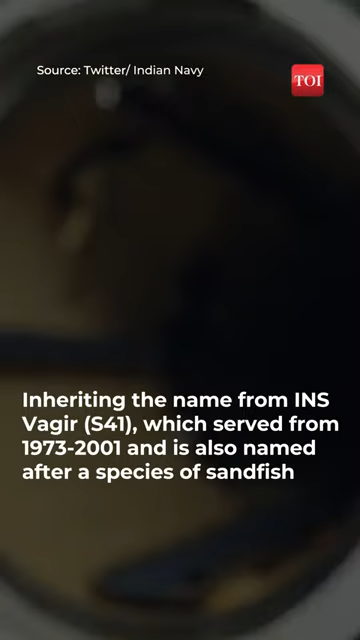 Source: Twitter/ Indian Navy
TOI
Inheriting the name from INS
Vagir (S41), which served from
1973-2001 and is also named
after a species of sandfish